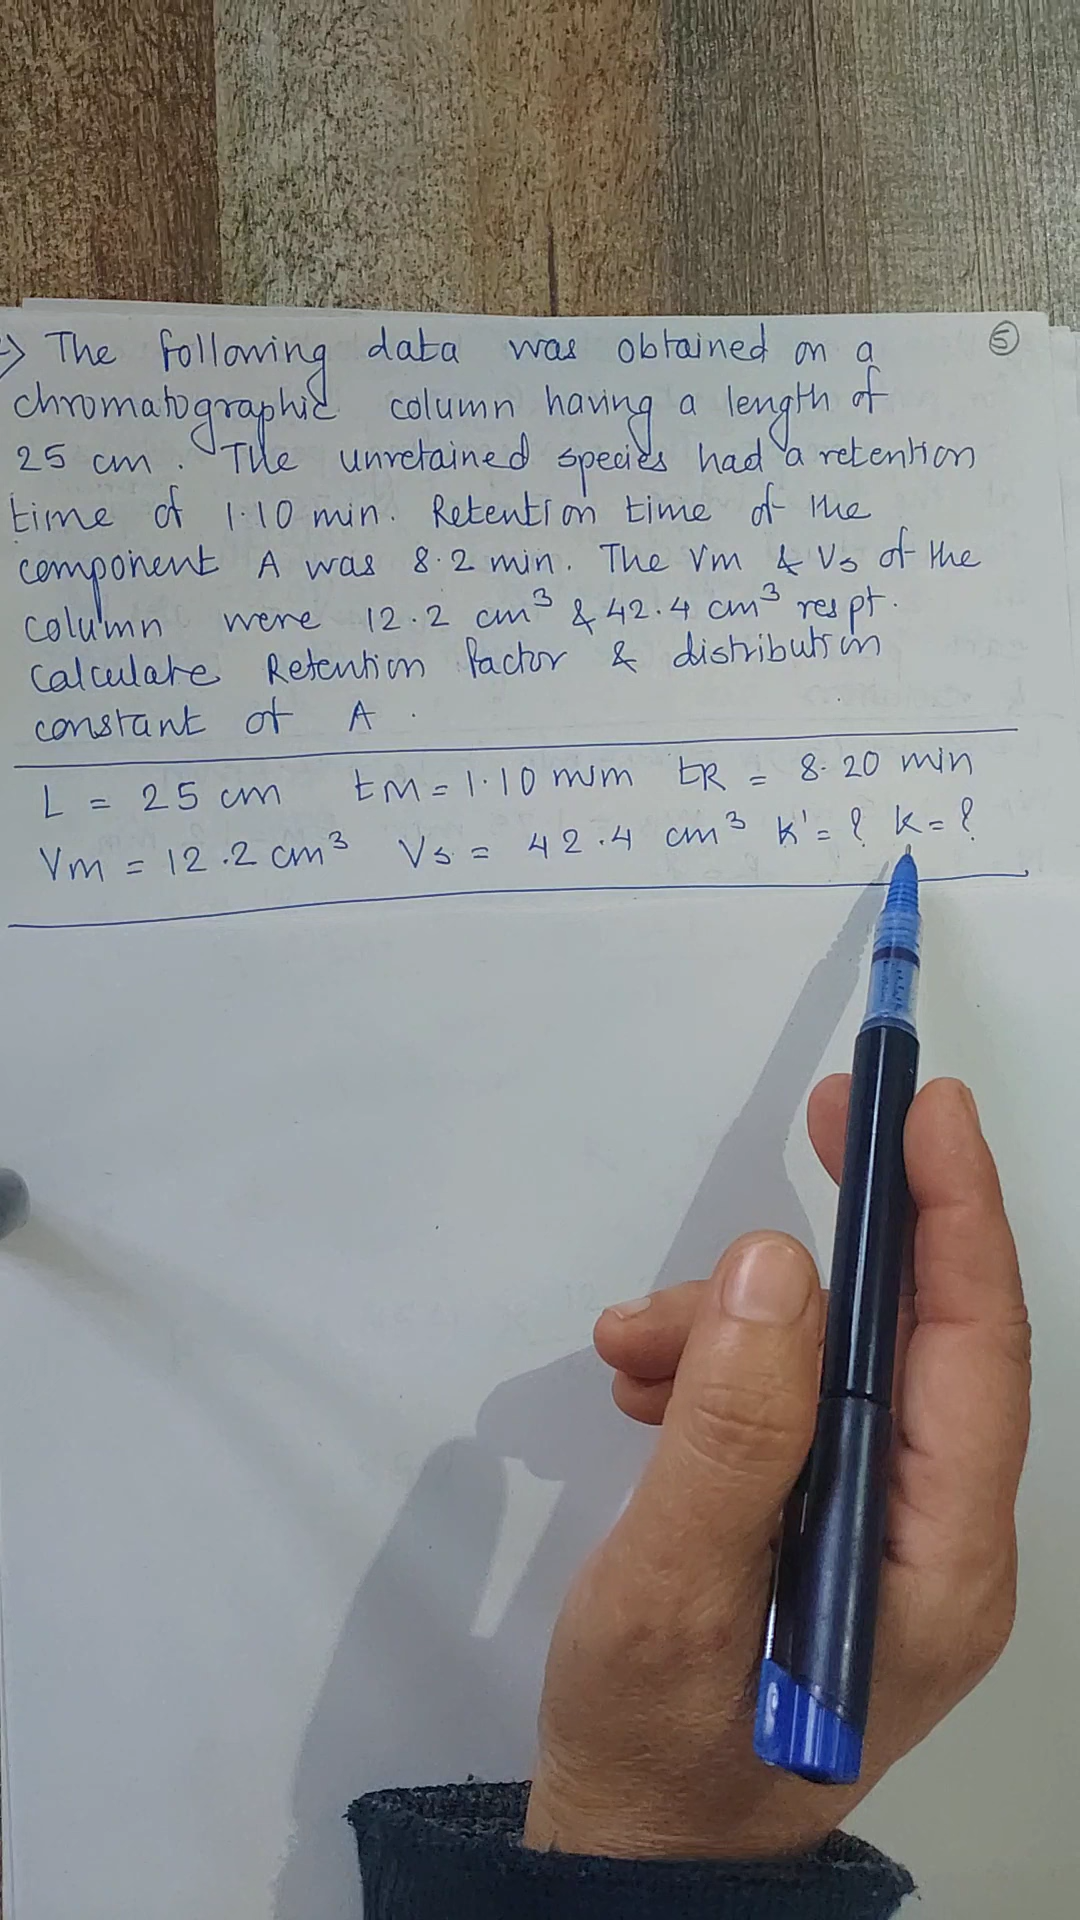 The following data was obtained on a ⑤
chromatographic column having a length of
25 cm. The unretained species had a retention
time of 1.10 min. Retention time of the
component A was 8.2 min. The Vm & Vs of the
column were 12.2 cm³ & 42.4 cm³ respt.
Calculate Retention factor & distribution
constant of A.
L = 25 cm tM = 1.10 min tR = 8.20 min
Vm = 12.2 cm³ Vs = 42.4 cm³ K' = ? K = ?